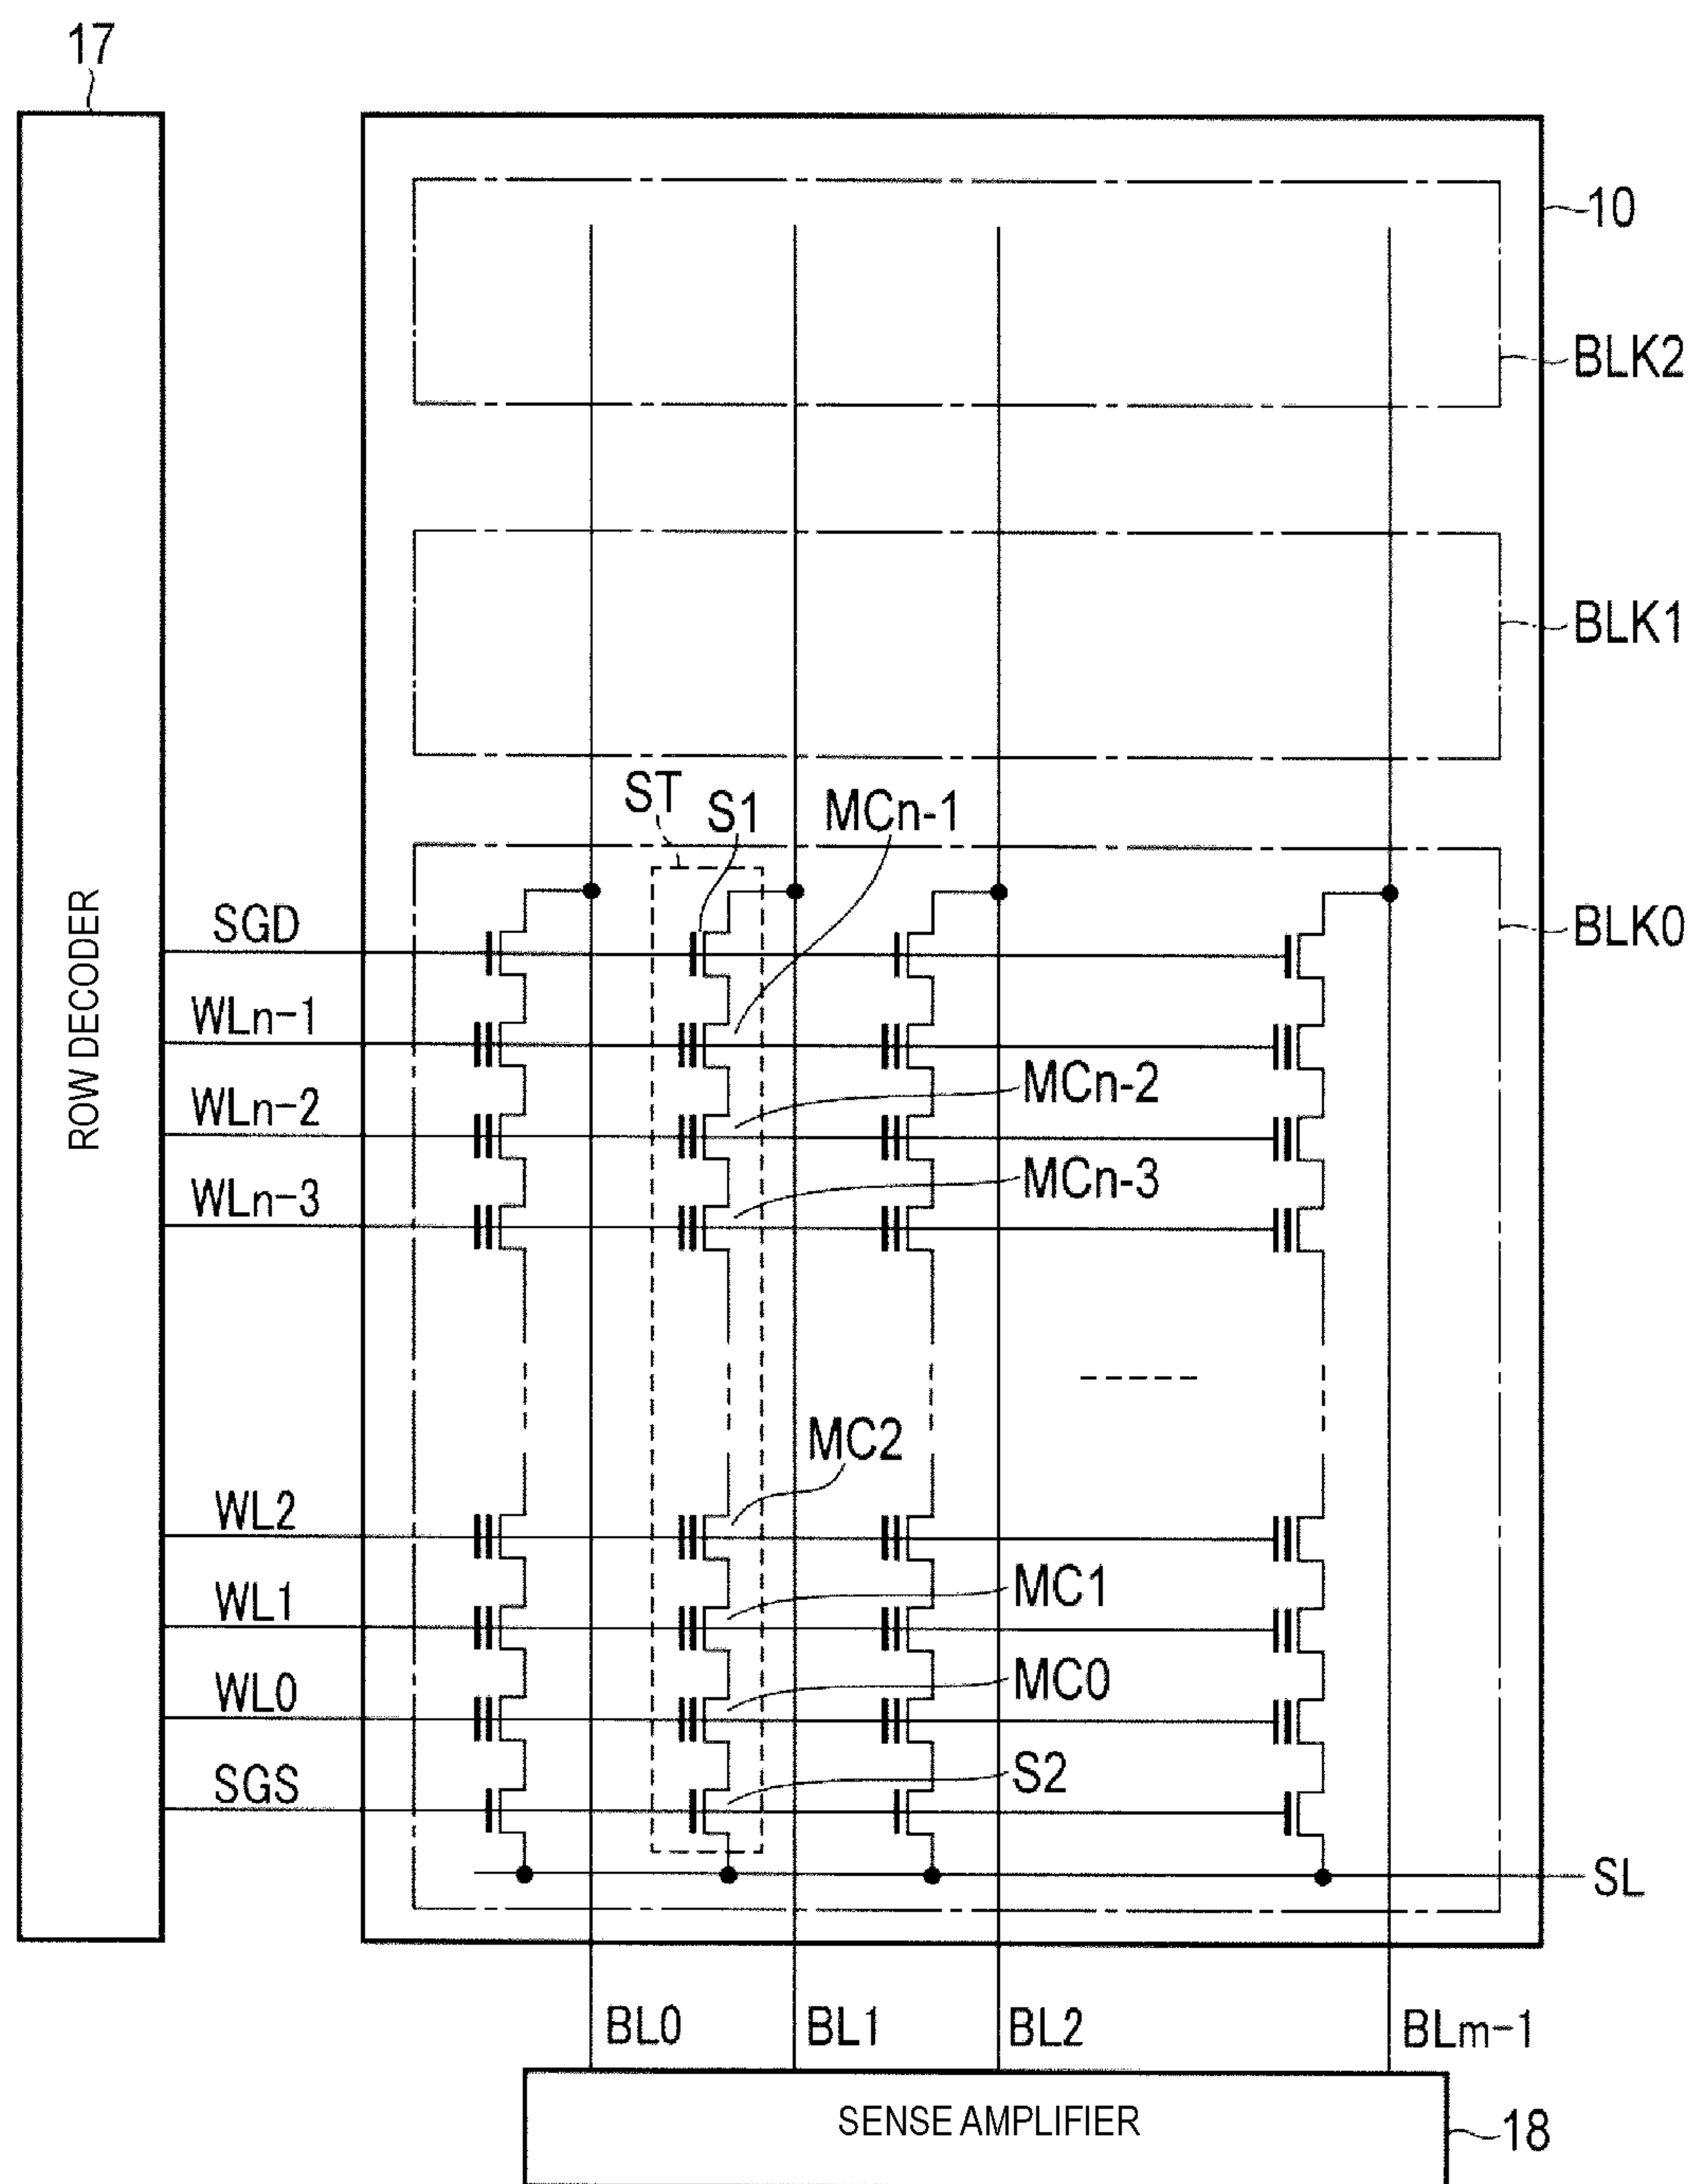 17
10
BLK2
BLK1
ST
S1
MCn-1
BLK0
SGD
WLn-1
MCn-2
WLn-2
MCn-3
WLn-3
ROW DECODER
MC2
WL2
MC1
WL1
MC0
WL0
S2
SGS
SL
BL0
BL1
BL2
BLm-1
SENSE AMPLIFIER
18